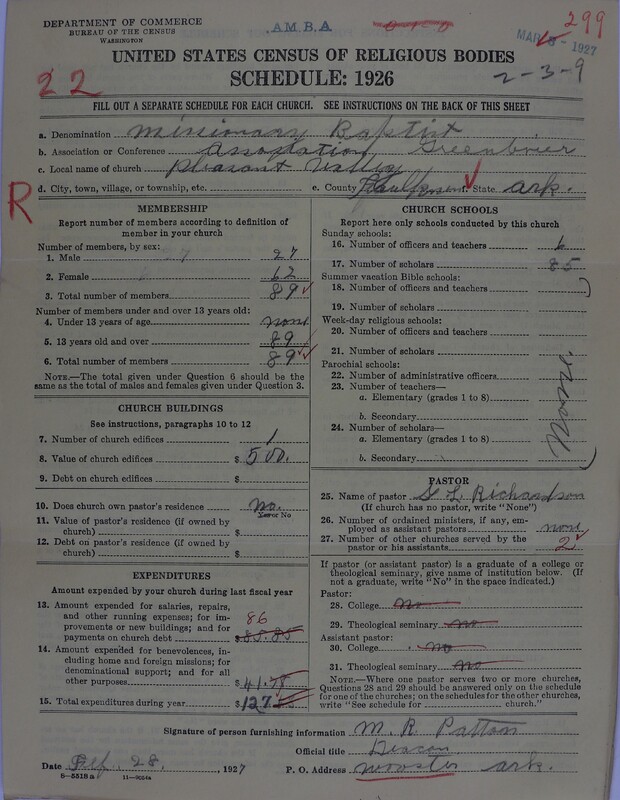 DEPARTMENT OF COMMERCE
BUREAU OF THE CENSUS
WASHINGTON
A.M.B.A
299
MAR 8 - 1927
2-3-9
UNITED STATES CENSUS OF RELIGIOUS BODIES
22
SCHEDULE: 1926
FILL OUT A SEPARATE SCHEDULE FOR EACH CHURCH. SEE INSTRUCTIONS ON THE BACK OF THIS SHEET
a. Denomination Missionary Baptist
b. Association or Conference Greenbrier
c. Local name of church Pleasant Valley
d. City, town, village, or township, etc. e. County Faulkner State Ark.
R
MEMBERSHIP
Report number of members according to definition of
member in your church
Number of members, by sex:
1. Male 27
2. Female 62
3. Total number of members 89
Number of members under and over 13 years old:
4. Under 13 years of age none
5. 13 years old and over 89
6. Total number of members 89
NOTE.—The total given under Question 6 should be the
same as the total of males and females given under Question 3.
CHURCH BUILDINGS
See instructions, paragraphs 10 to 12
7. Number of church edifices 1
8. Value of church edifices $ 500.
9. Debt on church edifices $
10. Does church own pastor's residence? No.
Yes or No
11. Value of pastor's residence (if owned by
church) $
12. Debt on pastor's residence (if owned by
church) $
EXPENDITURES
Amount expended by your church during last fiscal year
13. Amount expended for salaries, repairs,
and other running expenses; for im-
provements or new buildings; and for
payments on church debt $ 85.85 86
14. Amount expended for benevolences,
including home and foreign missions; for
denominational support; and for all
other purposes $ 41.
15. Total expenditures during year $ 127
CHURCH SCHOOLS
Report here only schools conducted by this church
Sunday schools:
16. Number of officers and teachers 6
17. Number of scholars 85
Summer vacation Bible schools:
18. Number of officers and teachers
19. Number of scholars
Week-day religious schools:
20. Number of officers and teachers
21. Number of scholars
Parochial schools:
22. Number of administrative officers
23. Number of teachers—
a. Elementary (grades 1 to 8)
b. Secondary
24. Number of scholars—
a. Elementary (grades 1 to 8)
b. Secondary
None
PASTOR
25. Name of pastor S L Richardson
(If church has no pastor, write "None")
26. Number of ordained ministers, if any, em-
ployed as assistant pastors none
27. Number of other churches served by the
pastor or his assistants 2
If pastor (or assistant pastor) is a graduate of a college or
theological seminary, give name of institution below. (If
not a graduate, write "No" in the space indicated.)
Pastor:
28. College No
29. Theological seminary No
Assistant pastor:
30. College No
31. Theological seminary No
NOTE.—Where one pastor serves two or more churches,
Questions 28 and 29 should be answered only on the schedule
for one of the churches; on the schedules for the other churches,
write "See schedule for church."
Signature of person furnishing information M. R. Patton
Official title Deacon
Date Feb. 28, 1927 P. O. Address Wooster Ark.
8—5518a 11—9054a